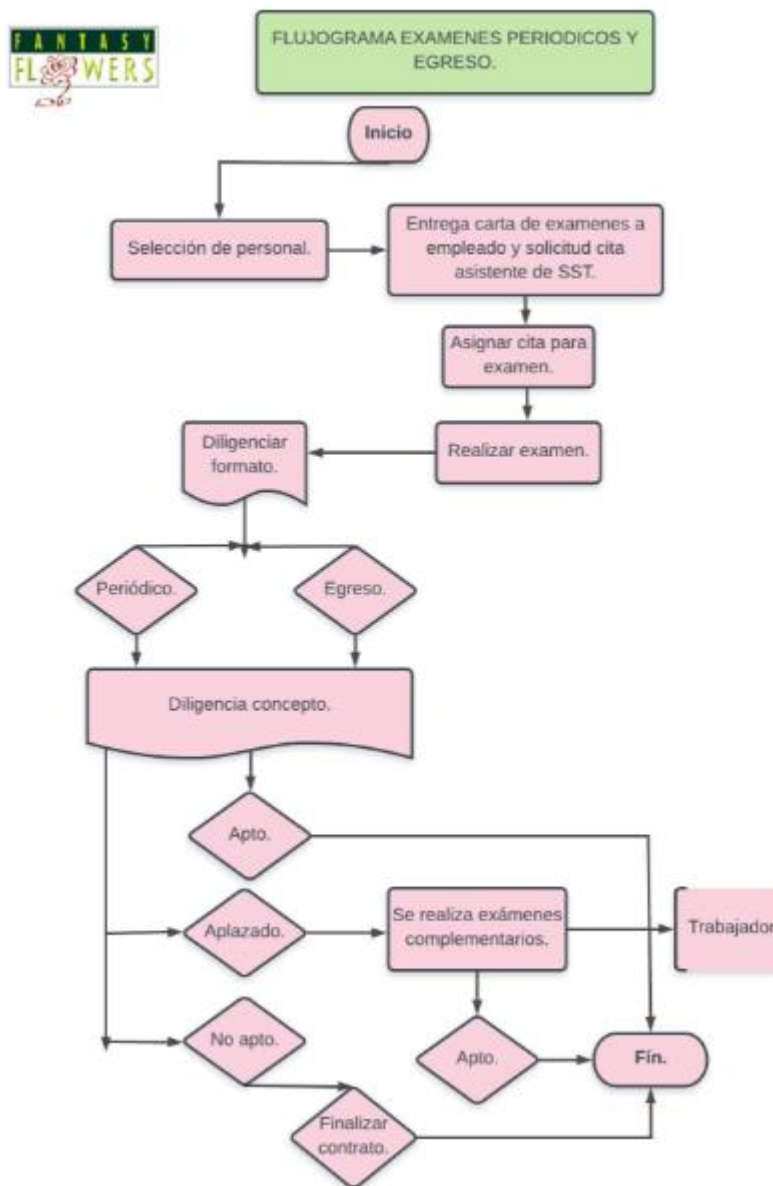 FANTASY
FLOWERS
FLUJOGRAMA EXAMENES PERIODICOS Y
EGRESO.
Inicio
Selección de personal.
Entrega carta de examenes a
empleado y solicitud cita
asistente de SST.
Asignar cita para
examen.
Diligenciar
formato.
Realizar examen.
Periódico.
Egreso.
Diligencia concepto.
Apto.
Aplazado.
Se realiza exámenes
complementarios.
Trabajador
No apto.
Apto.
Fin.
Finalizar
contrato.